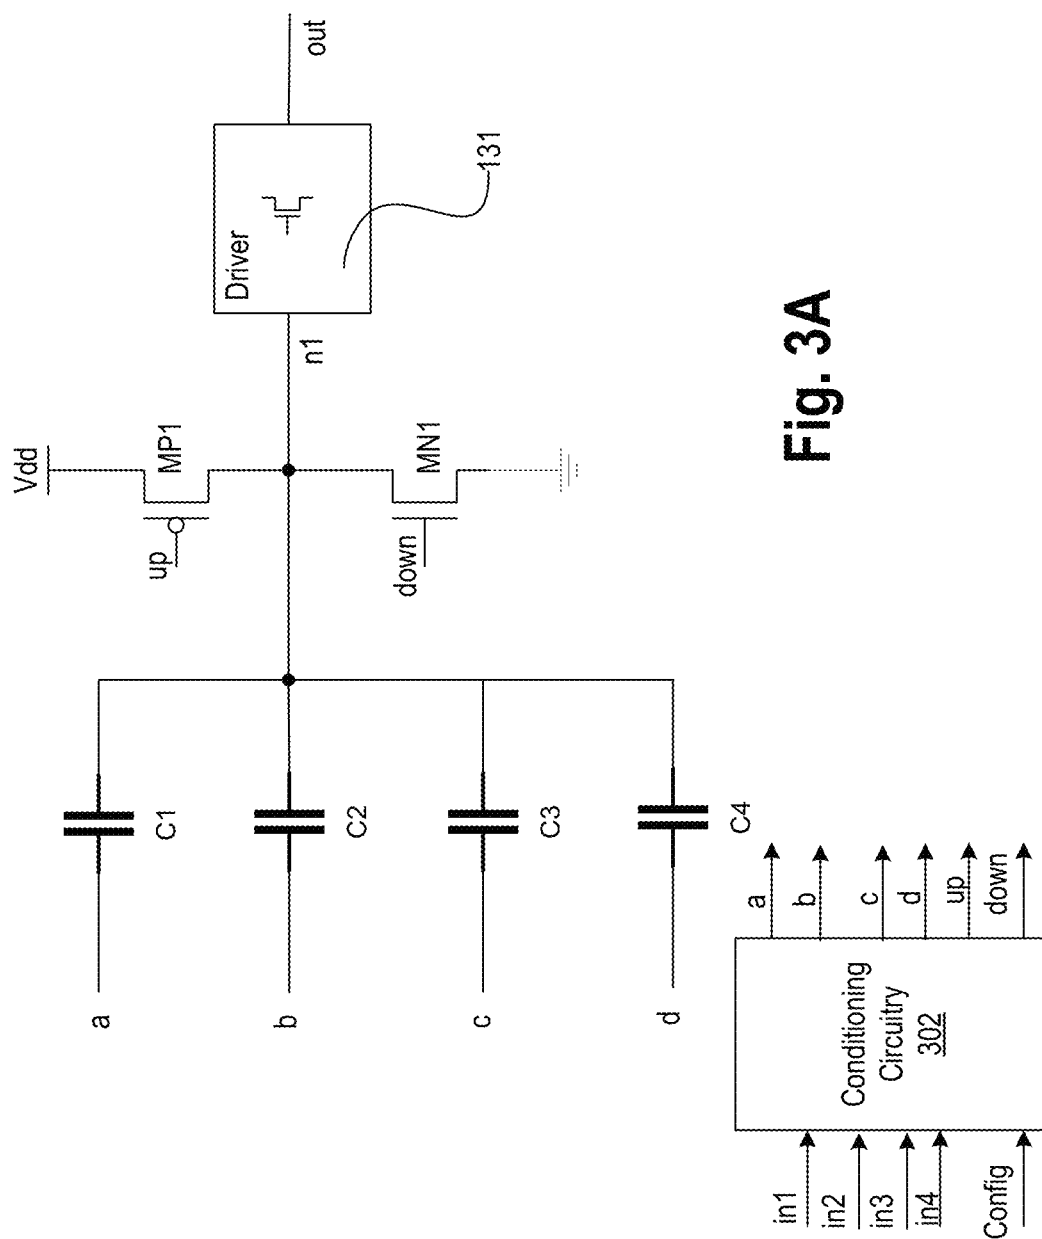 Vdd
MP1
up
MN1
down
n1
Driver
131
out
a
C1
b
C2
c
C3
d
C4
in1
in2
in3
in4
Config
Conditioning
Circuitry
302
a
b
c
d
up
down
Fig. 3A